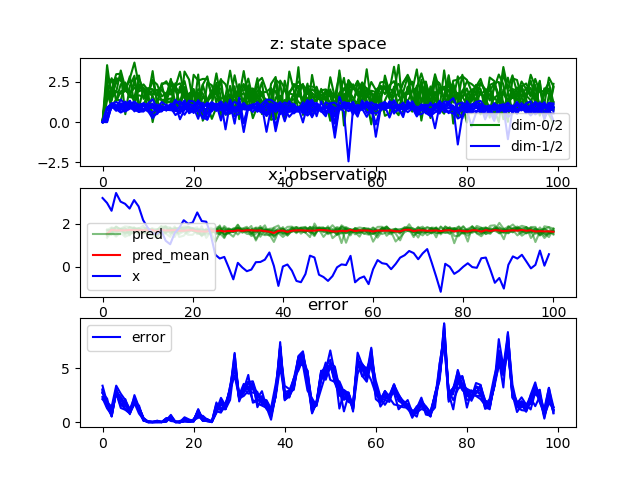 z: state space
2.5
0.0
−2.5
dim-0/2
dim-1/2
0 20 40 60 80 100
x: observation
2
0
pred
pred_mean
x
0 20 40 60 80 100
error
5
0
error
0 20 40 60 80 100